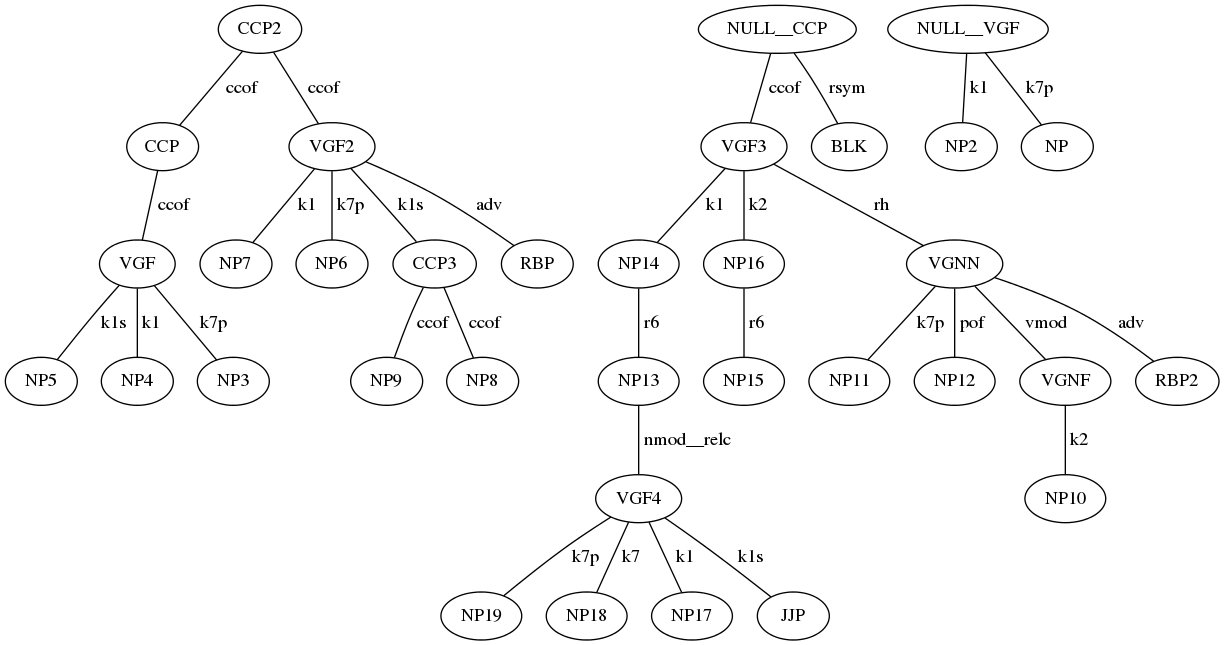 CCP2 NULL__CCP NULL__VGF
ccof ccof ccof rsym k1 k7p
CCP VGF2 VGF3 BLK NP2 NP
ccof k1 k7p k1s adv k1 k2 rh
VGF NP7 NP6 CCP3 RBP NP14 NP16 VGNN
k1s k1 k7p ccof ccof r6 r6 k7p pof vmod adv
NP5 NP4 NP3 NP9 NP8 NP13 NP15 NP11 NP12 VGNF RBP2
nmod__relc k2
VGF4 NP10
k7p k7 k1 k1s
NP19 NP18 NP17 JJP